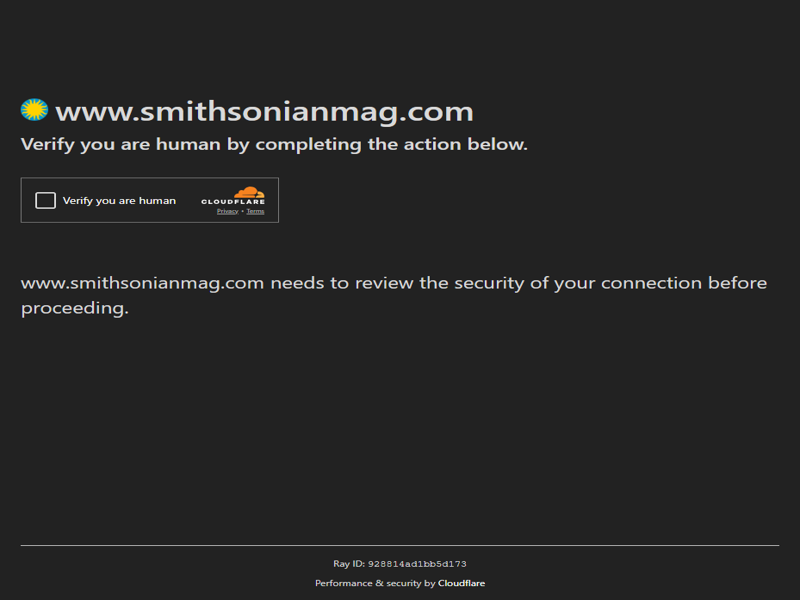 www.smithsonianmag.com
Verify you are human by completing the action below.
Verify you are human
CLOUDFLARE
Privacy • Terms
www.smithsonianmag.com needs to review the security of your connection before
proceeding.
Ray ID: 928814ad1bb5d173
Performance & security by Cloudflare